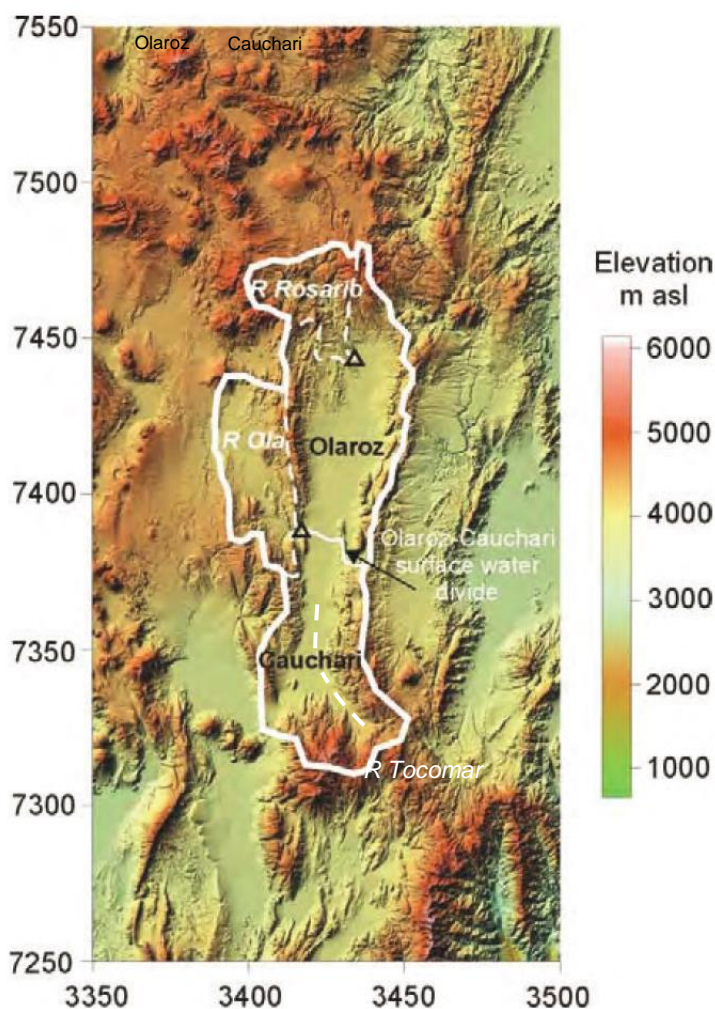 7550
Olaroz Cauchari
7500
Elevation
m asl
R Rosario
6000
7450
5000
R Ola
Olaroz
7400
4000
Olaroz-Cauchari
surface water
divide
3000
7350
Cauchari
2000
R Tocomar
1000
7300
7250
3350 3400 3450 3500